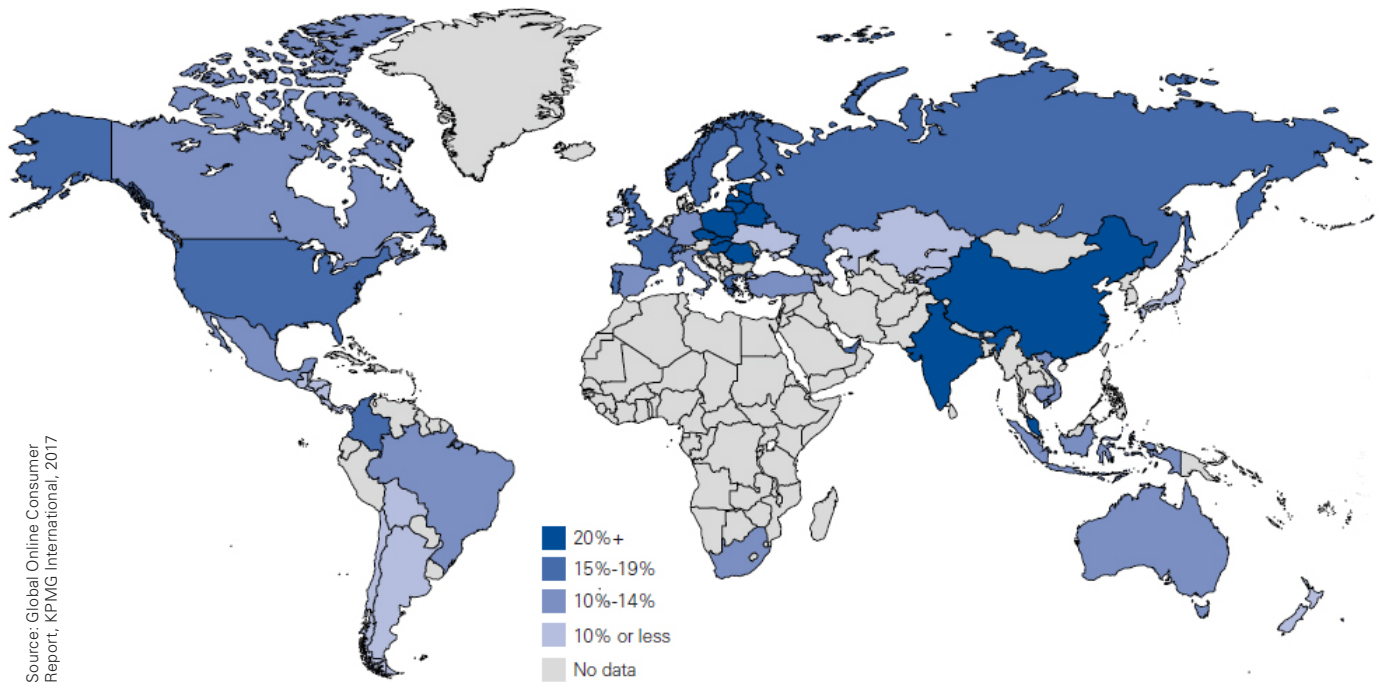 20%+
15%-19%
10%-14%
10% or less
No data
Source: Global Online Consumer
Report, KPMG International, 2017